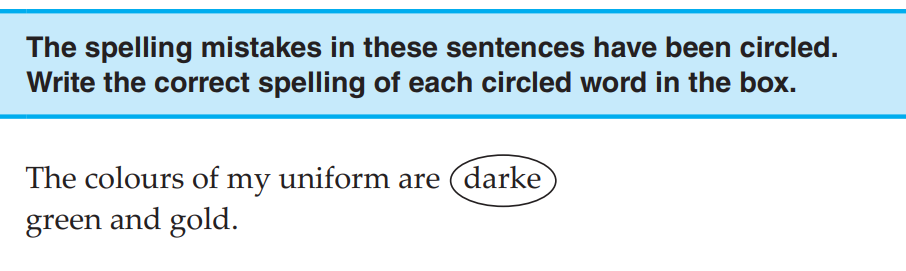 The spelling mistakes in these sentences have been circled.
Write the correct spelling of each circled word in the box.
The colours of my uniform are darke
green and gold.